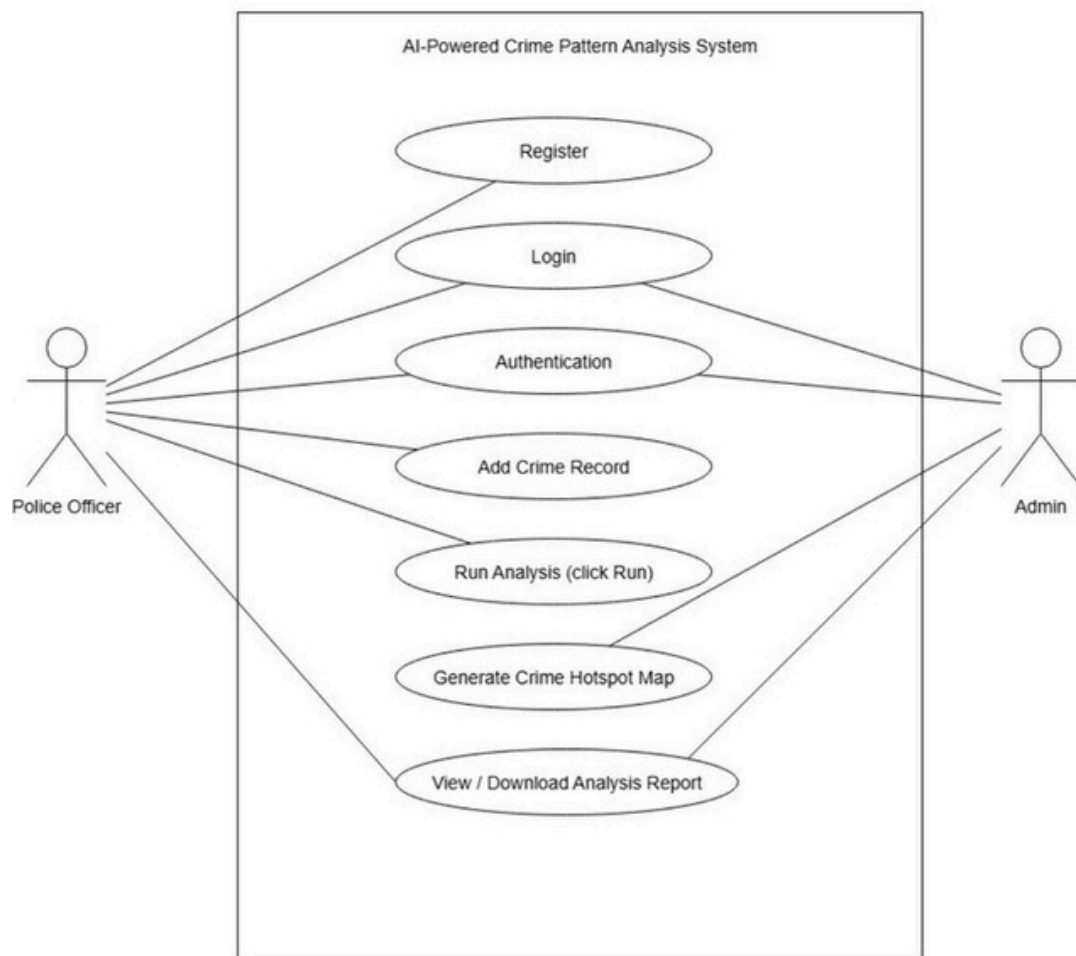 AI-Powered Crime Pattern Analysis System
Register
Login
Authentication
Add Crime Record
Police Officer
Admin
Run Analysis (click Run)
Generate Crime Hotspot Map
View / Download Analysis Report